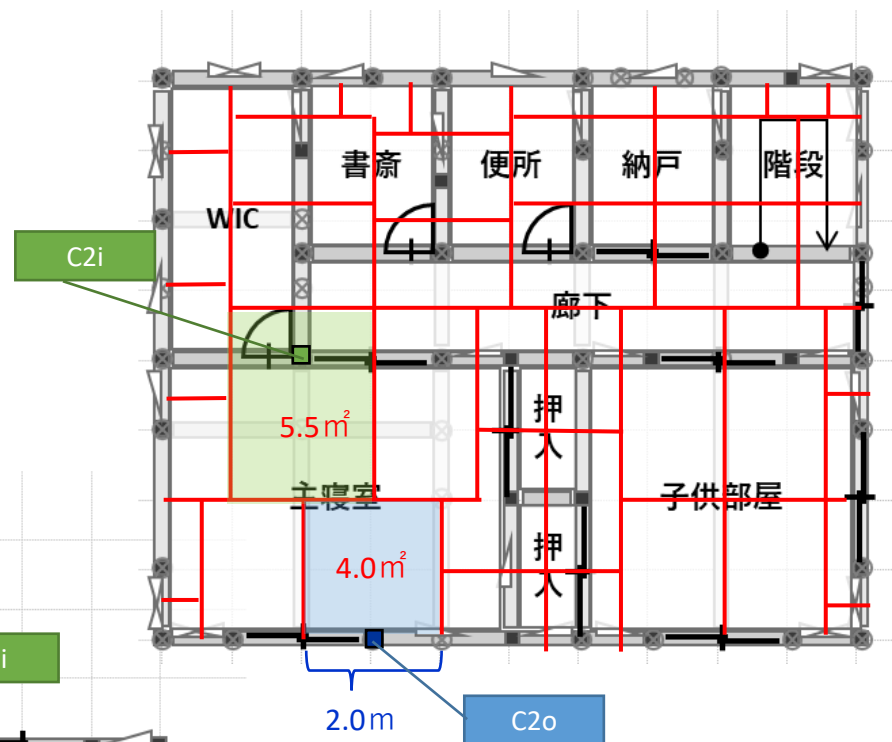 書斎
便所
納戸
階段
WIC
C2i
廊下
押
入
5.5㎡
主寝室
子供部屋
押
入
4.0㎡
i
2.0m
C2o